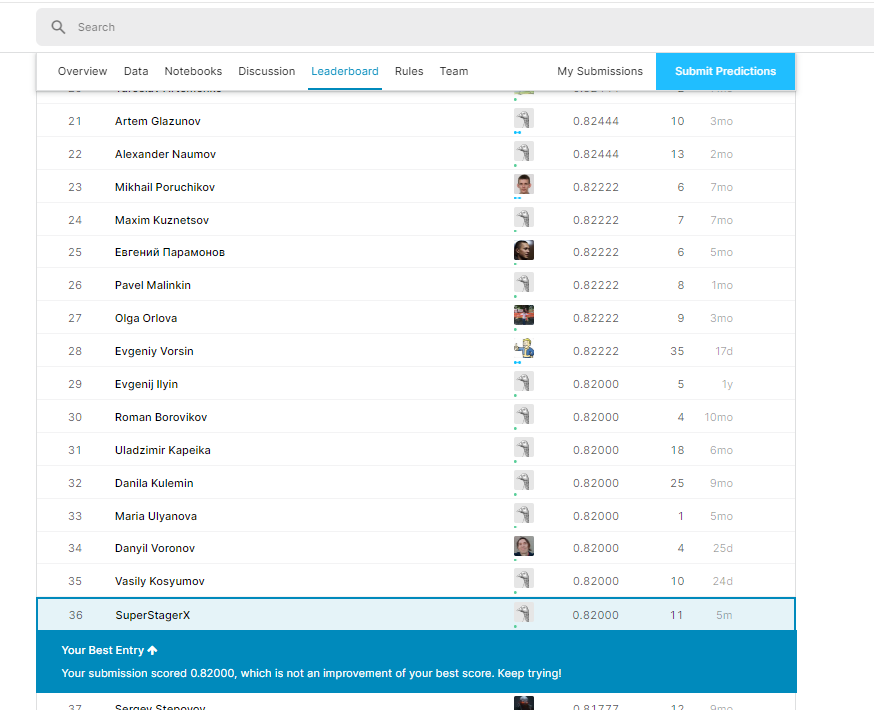 Search
Overview Data Notebooks Discussion Leaderboard Rules Team My Submissions Submit Predictions
21 Artem Glazunov 0.82444 10 3mo
22 Alexander Naumov 0.82444 13 2mo
23 Mikhail Poruchikov 0.82222 6 7mo
24 Maxim Kuznetsov 0.82222 7 7mo
25 Евгений Парамонов 0.82222 6 5mo
26 Pavel Malinkin 0.82222 8 1mo
27 Olga Orlova 0.82222 9 3mo
28 Evgeniy Vorsin 0.82222 35 17d
29 Evgenij Ilyin 0.82000 5 1y
30 Roman Borovikov 0.82000 4 10mo
31 Uladzimir Kapeika 0.82000 18 6mo
32 Danila Kulemin 0.82000 25 9mo
33 Maria Ulyanova 0.82000 1 5mo
34 Danyil Voronov 0.82000 4 25d
35 Vasily Kosyumov 0.82000 10 24d
36 SuperStagerX 0.82000 11 5m
Your Best Entry
Your submission scored 0.82000, which is not an improvement of your best score. Keep trying!
37 Sergey Stepovoy 0.81777 12 9mo